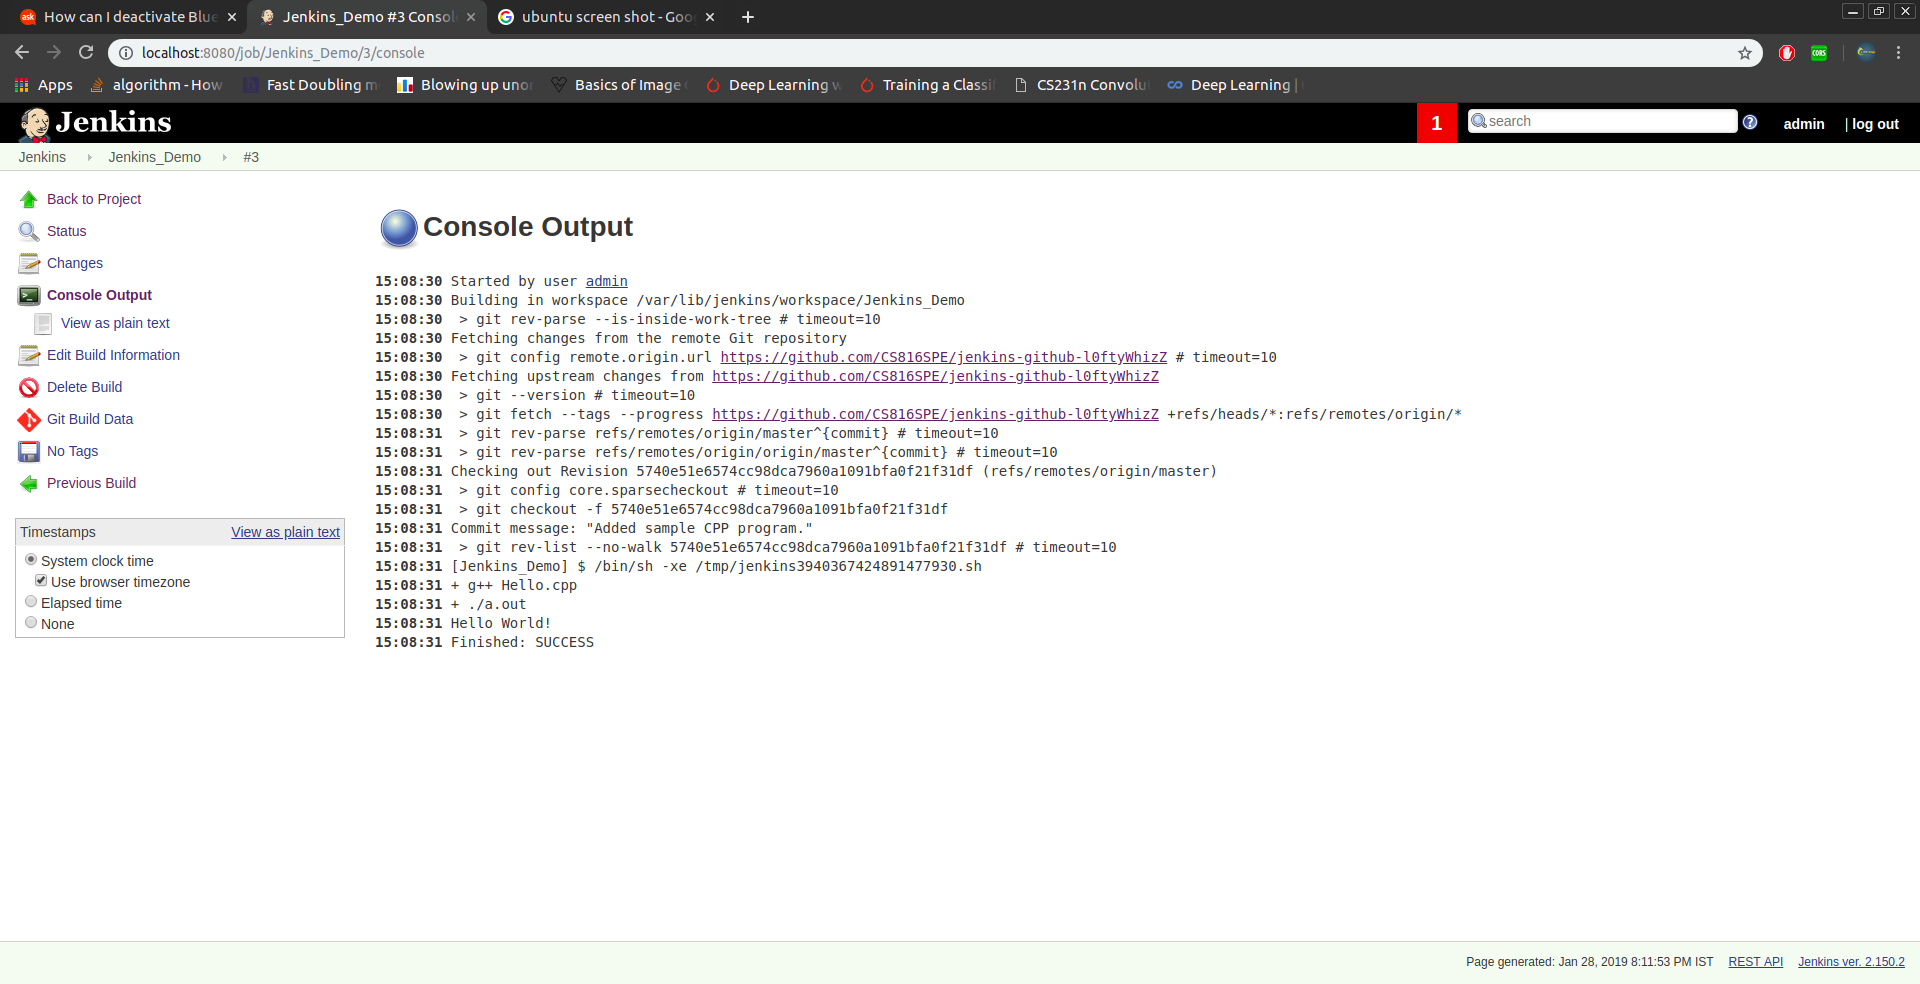 How can I deactivate Blue
Jenkins_Demo #3 Consol
ubuntu screen shot - Goo
localhost:8080/job/Jenkins_Demo/3/console
CORS
Apps
algorithm - How
Fast Doubling m
Blowing up unor
Basics of Image
Deep Learning w
Training a Classif
CS231n Convolu
Deep Learning |
Jenkins
1
search
admin
| log out
Jenkins
Jenkins_Demo
#3
Back to Project
Status
Changes
Console Output
View as plain text
Edit Build Information
Delete Build
Git Build Data
No Tags
Previous Build
Timestamps View as plain text
System clock time
Use browser timezone
Elapsed time
None
Console Output
15:08:30 Started by user admin
15:08:30 Building in workspace /var/lib/jenkins/workspace/Jenkins_Demo
15:08:30  > git rev-parse --is-inside-work-tree # timeout=10
15:08:30 Fetching changes from the remote Git repository
15:08:30  > git config remote.origin.url https://github.com/CS816SPE/jenkins-github-l0ftyWhizZ # timeout=10
15:08:30 Fetching upstream changes from https://github.com/CS816SPE/jenkins-github-l0ftyWhizZ
15:08:30  > git --version # timeout=10
15:08:30  > git fetch --tags --progress https://github.com/CS816SPE/jenkins-github-l0ftyWhizZ +refs/heads/*:refs/remotes/origin/*
15:08:31  > git rev-parse refs/remotes/origin/master^{commit} # timeout=10
15:08:31  > git rev-parse refs/remotes/origin/origin/master^{commit} # timeout=10
15:08:31 Checking out Revision 5740e51e6574cc98dca7960a1091bfa0f21f31df (refs/remotes/origin/master)
15:08:31  > git config core.sparsecheckout # timeout=10
15:08:31  > git checkout -f 5740e51e6574cc98dca7960a1091bfa0f21f31df
15:08:31 Commit message: "Added sample CPP program."
15:08:31  > git rev-list --no-walk 5740e51e6574cc98dca7960a1091bfa0f21f31df # timeout=10
15:08:31 [Jenkins_Demo] $ /bin/sh -xe /tmp/jenkins3940367424891477930.sh
15:08:31 + g++ Hello.cpp
15:08:31 + ./a.out
15:08:31 Hello World!
15:08:31 Finished: SUCCESS
Page generated: Jan 28, 2019 8:11:53 PM IST REST API Jenkins ver. 2.150.2